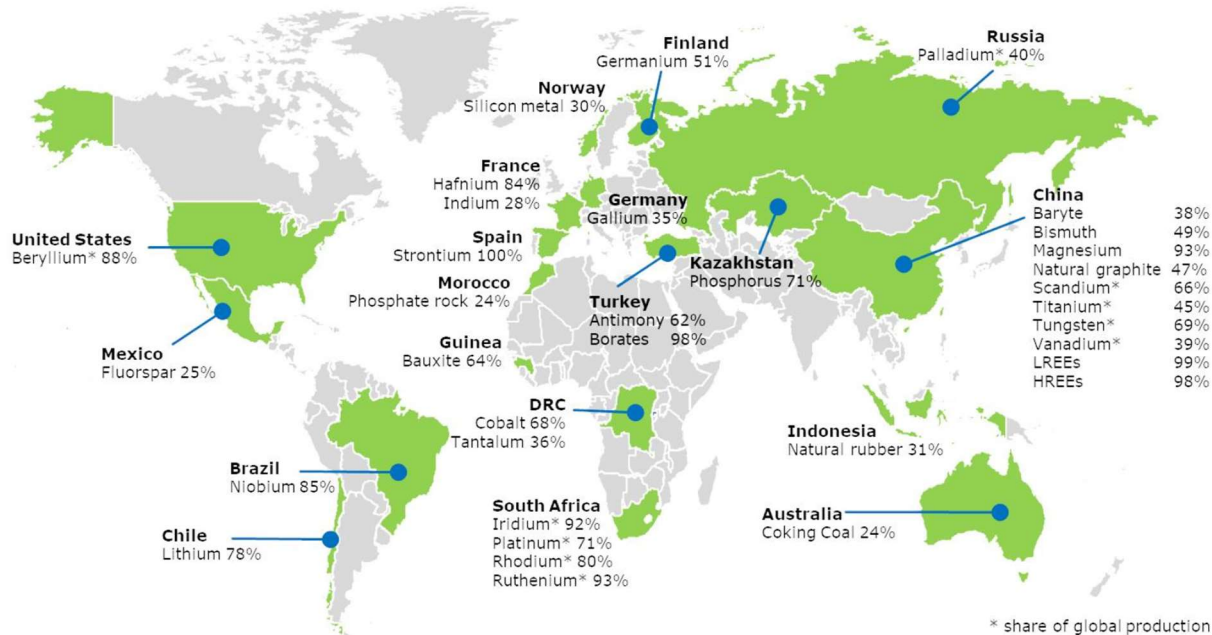 Finland
Germanium 51%
Russia
Palladium* 40%
Norway
Silicon metal 30%
France
Hafnium 84%
Indium 28%
Germany
Gallium 35%
China
Baryte 38%
Bismuth 49%
Magnesium 93%
Natural graphite 47%
Scandium* 66%
Titanium* 45%
Tungsten* 69%
Vanadium* 39%
LREEs 99%
HREEs 98%
United States
Beryllium* 88%
Spain
Strontium 100%
Kazakhstan
Phosphorus 71%
Morocco
Phosphate rock 24%
Turkey
Antimony 62%
Borates 98%
Mexico
Fluorspar 25%
Guinea
Bauxite 64%
DRC
Cobalt 68%
Tantalum 36%
Indonesia
Natural rubber 31%
Brazil
Niobium 85%
South Africa
Iridium* 92%
Platinum* 71%
Rhodium* 80%
Ruthenium* 93%
Australia
Coking Coal 24%
Chile
Lithium 78%
* share of global production